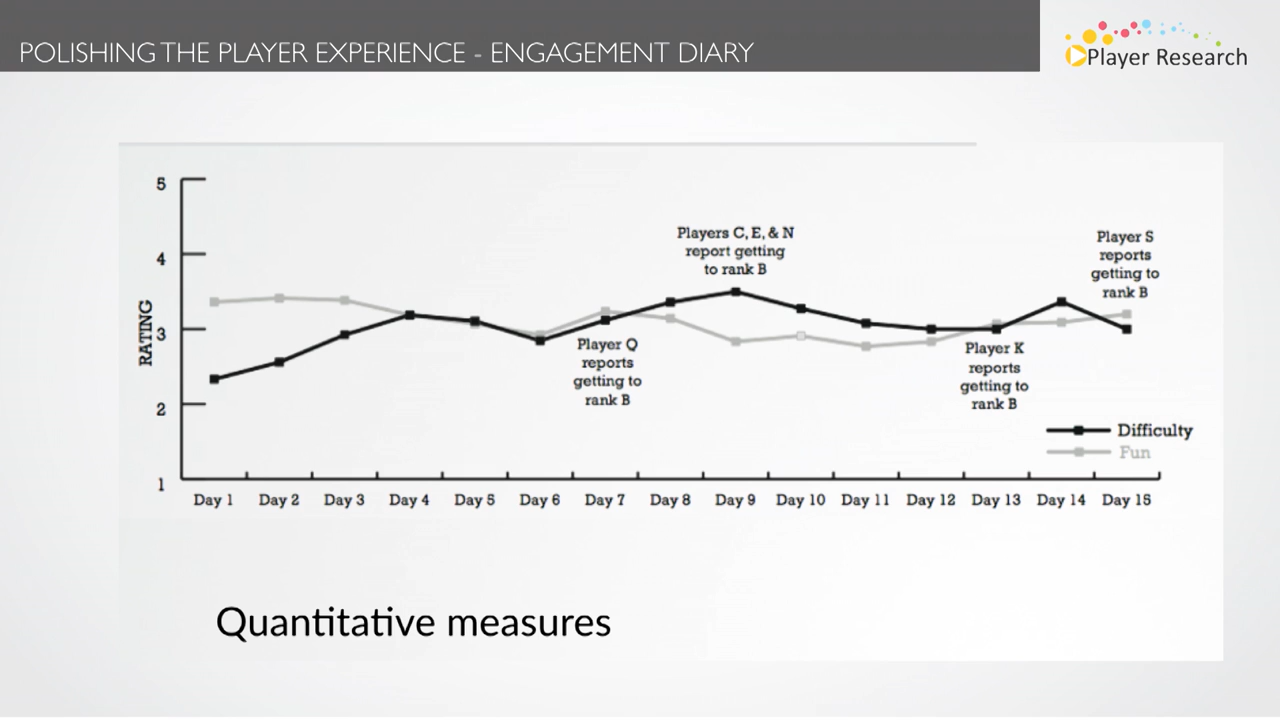 POLISHING THE PLAYER EXPERIENCE - ENGAGEMENT DIARY
Player Research
5
4
3
2
1
RATING
Players C, E, & N
report getting
to rank B
Player S
reports
getting to
rank B
Player Q
reports
getting to
rank B
Player K
reports
getting to
rank B
Difficulty
Fun
Day 1 Day 2 Day 3 Day 4 Day 5 Day 6 Day 7 Day 8 Day 9 Day 10 Day 11 Day 12 Day 13 Day 14 Day 15
Quantitative measures